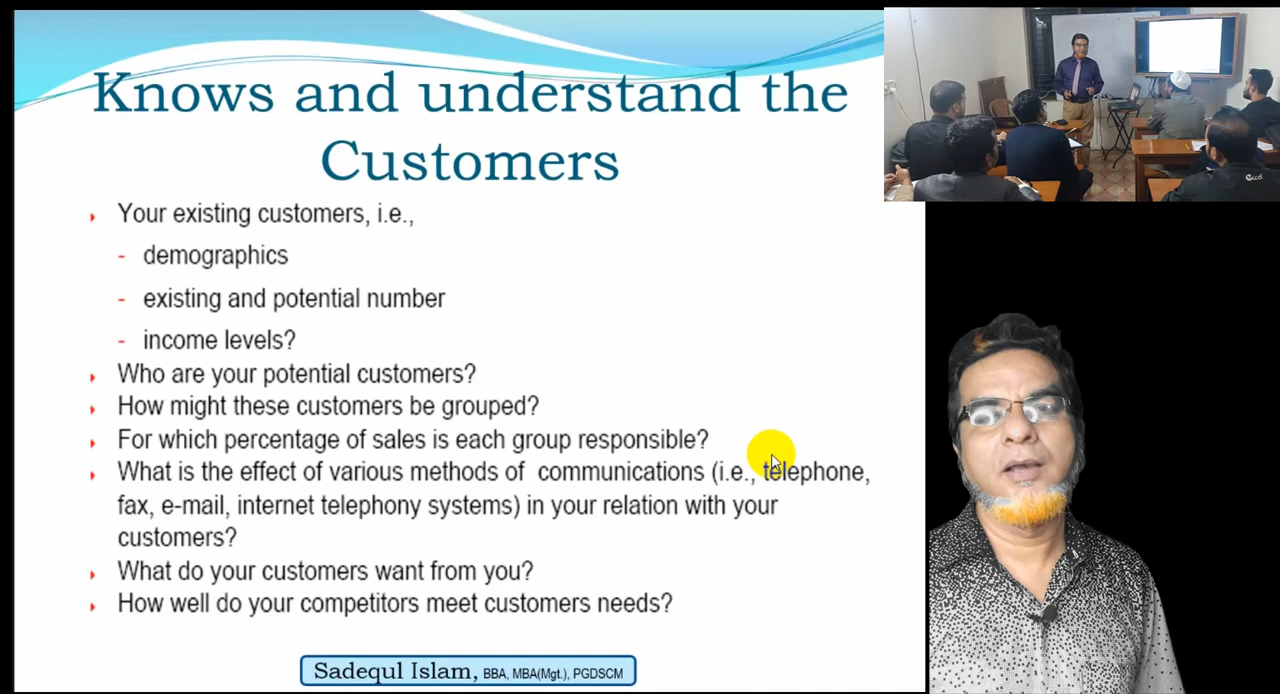 Knows and understand the
Customers
Your existing customers, i.e.,
- demographics
- existing and potential number
- income levels?
Who are your potential customers?
How might these customers be grouped?
For which percentage of sales is each group responsible?
What is the effect of various methods of communications (i.e., telephone,
fax, e-mail, internet telephony systems) in your relation with your
customers?
What do your customers want from you?
How well do your competitors meet customers needs?
Sadequl Islam, BBA, MBA(Mgt.), PGDSCM